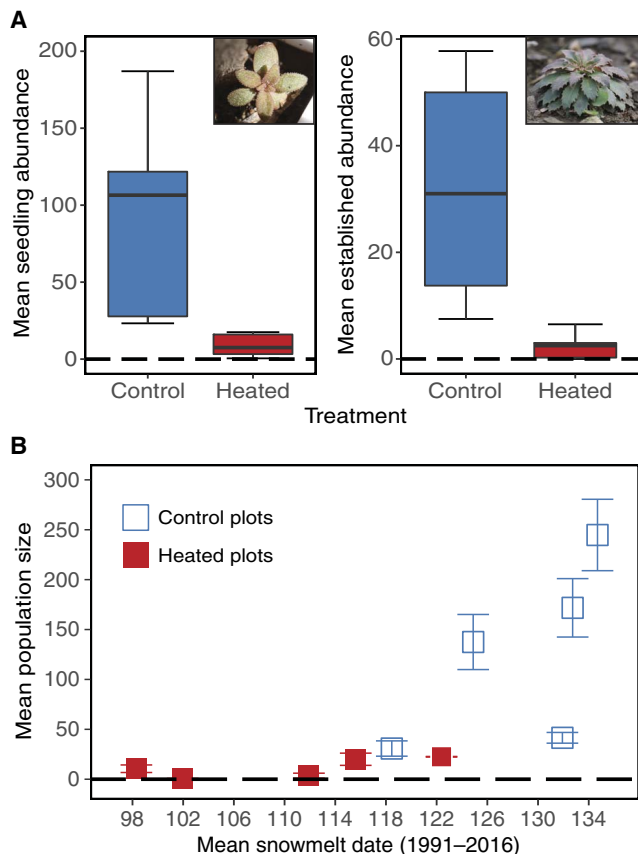 A
Mean seedling abundance
200
150
100
50
0
Control Heated
Mean established abundance
60
40
20
0
Control Heated
Treatment
B
Mean population size
300
250
200
150
100
50
0
Control plots
Heated plots
98 102 106 110 114 118 122 126 130 134
Mean snowmelt date (1991–2016)